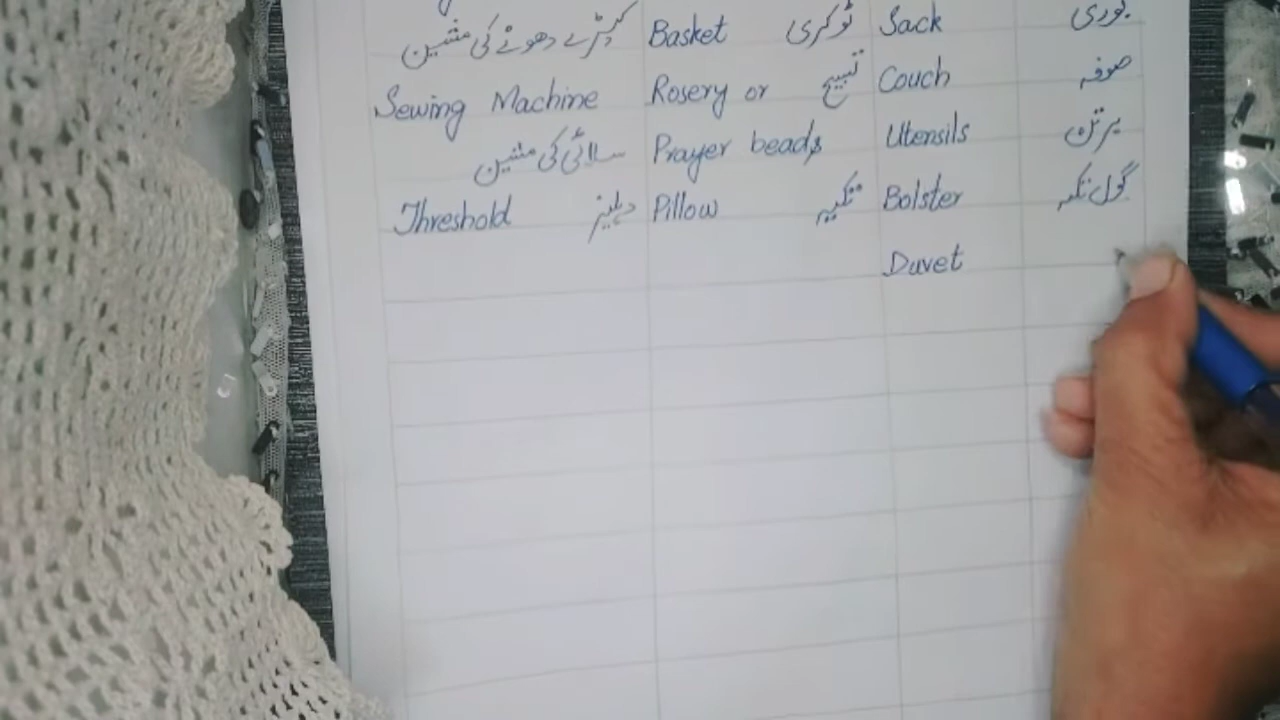 کپڑے دھونے کی مشین Basket ٹوکری Sack بوری
Sewing Machine Rosery or تسبیح Couch صوفہ
سلائی کی مشین Prayer beads Utensils برتن
Threshold دہلیز Pillow تکیہ Bolster گول تکیہ
Duvet